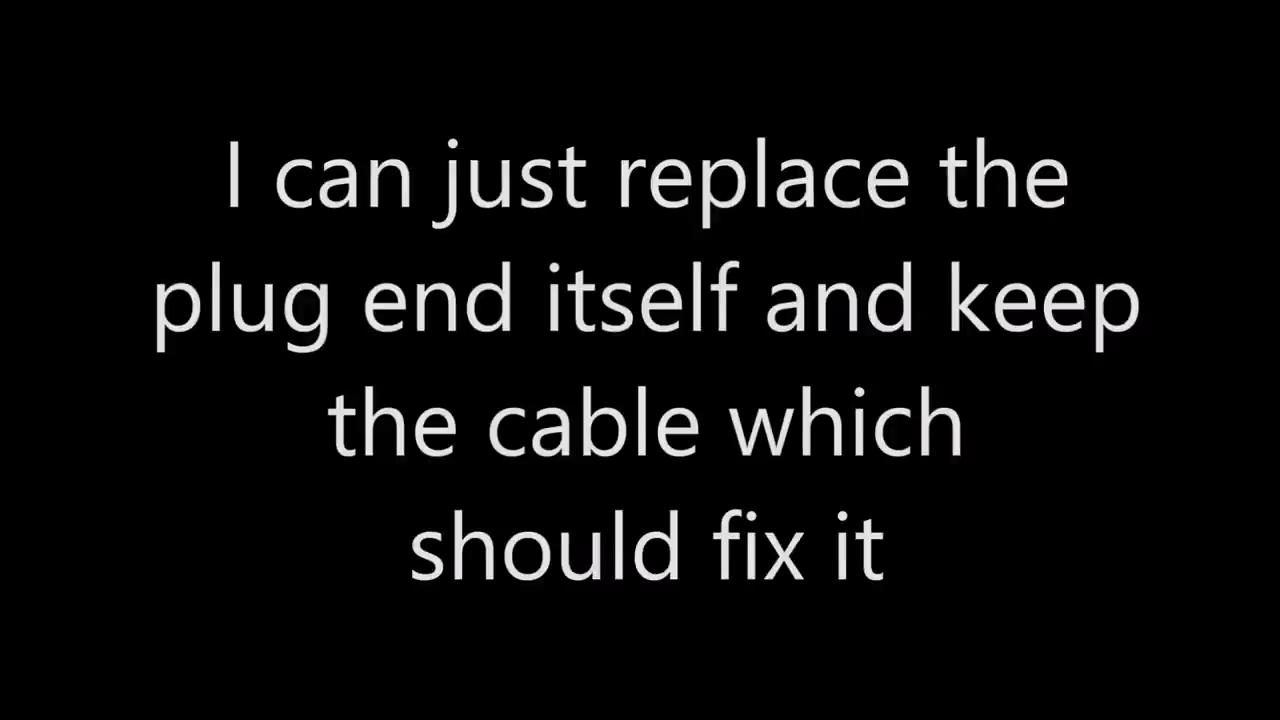 I can just replace the
plug end itself and keep
the cable which
should fix it